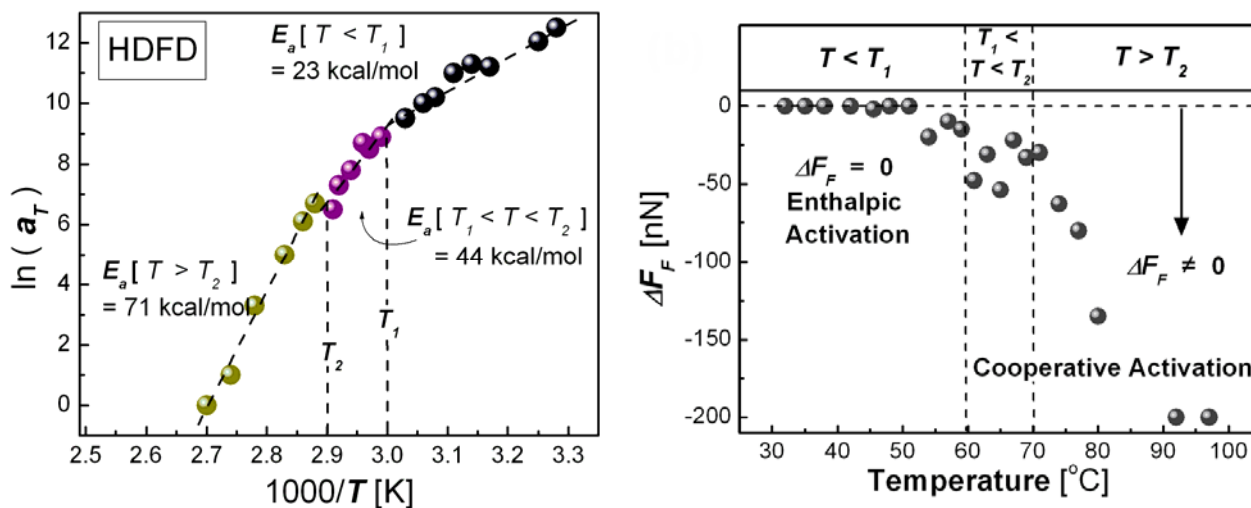 HDFD
E_a [ T < T_1 ]
= 23 kcal/mol
E_a [ T_1 < T < T_2 ]
= 44 kcal/mol
E_a [ T > T_2 ]
= 71 kcal/mol
T_2
T_1
ln ( a_T )
12
10
8
6
4
2
0
2.5 2.6 2.7 2.8 2.9 3.0 3.1 3.2 3.3
1000/T [K]
T < T_1
T_1 <
T < T_2
T > T_2
ΔF_F = 0
Enthalpic
Activation
ΔF_F ≠ 0
Cooperative Activation
ΔF_F [nN]
0
-50
-100
-150
-200
30 40 50 60 70 80 90 100
Temperature [°C]